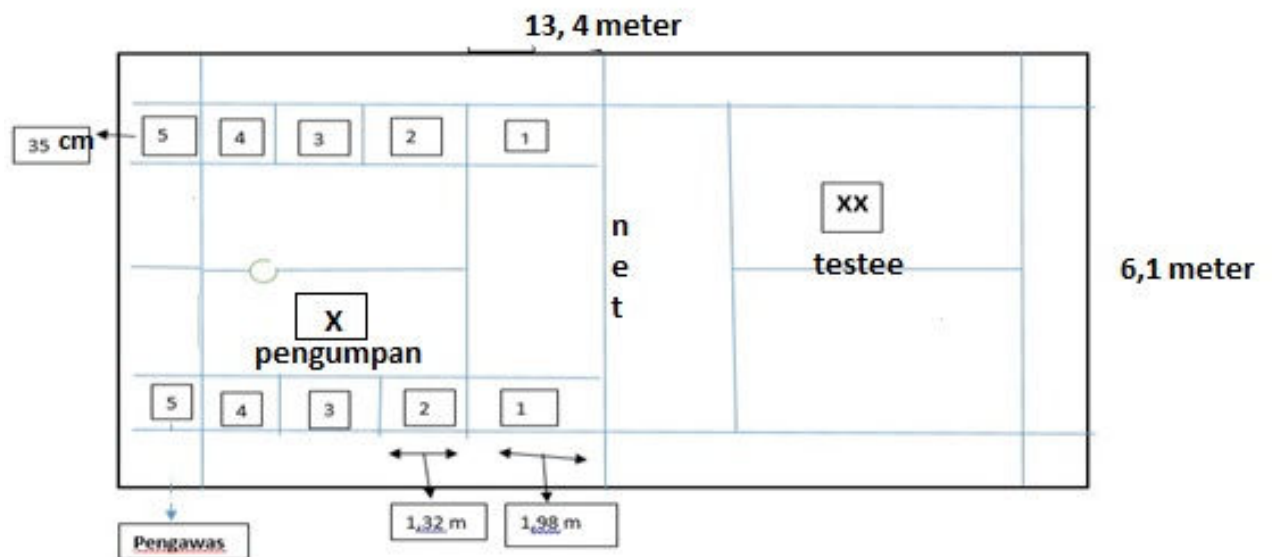 13, 4 meter
35 cm
5 4 3 2 1
xx
testee
n
e
t
6,1 meter
X
pengumpan
5 4 3 2 1
1,32 m 1,98 m
Pengawas